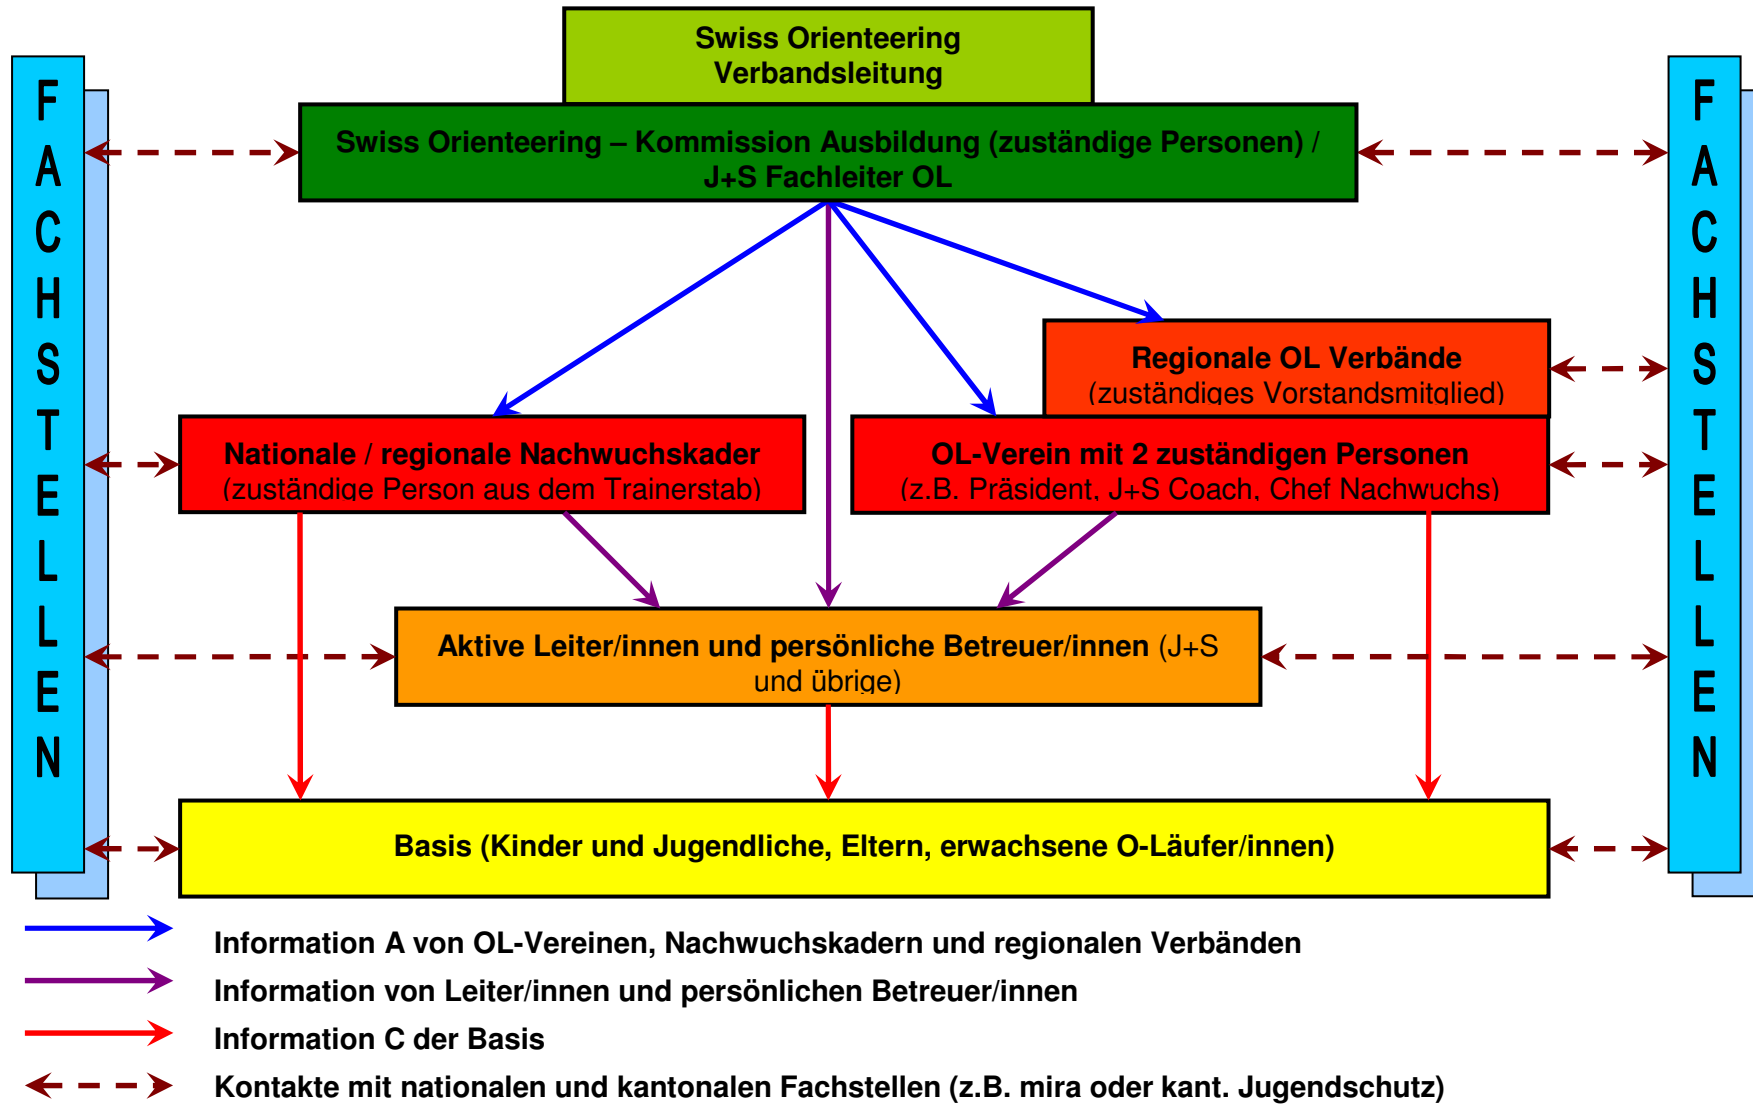 Swiss Orienteering
Verbandsleitung
Swiss Orienteering – Kommission Ausbildung (zuständige Personen) /
J+S Fachleiter OL
FACHSTELLEN
FACHSTELLEN
Regionale OL Verbände
(zuständiges Vorstandsmitglied)
Nationale / regionale Nachwuchskader
(zuständige Person aus dem Trainerstab)
OL-Verein mit 2 zuständigen Personen
(z.B. Präsident, J+S Coach, Chef Nachwuchs)
Aktive Leiter/innen und persönliche Betreuer/innen (J+S
und übrige)
Basis (Kinder und Jugendliche, Eltern, erwachsene O-Läufer/innen)
Information A von OL-Vereinen, Nachwuchskadern und regionalen Verbänden
Information von Leiter/innen und persönlichen Betreuer/innen
Information C der Basis
Kontakte mit nationalen und kantonalen Fachstellen (z.B. mira oder kant. Jugendschutz)